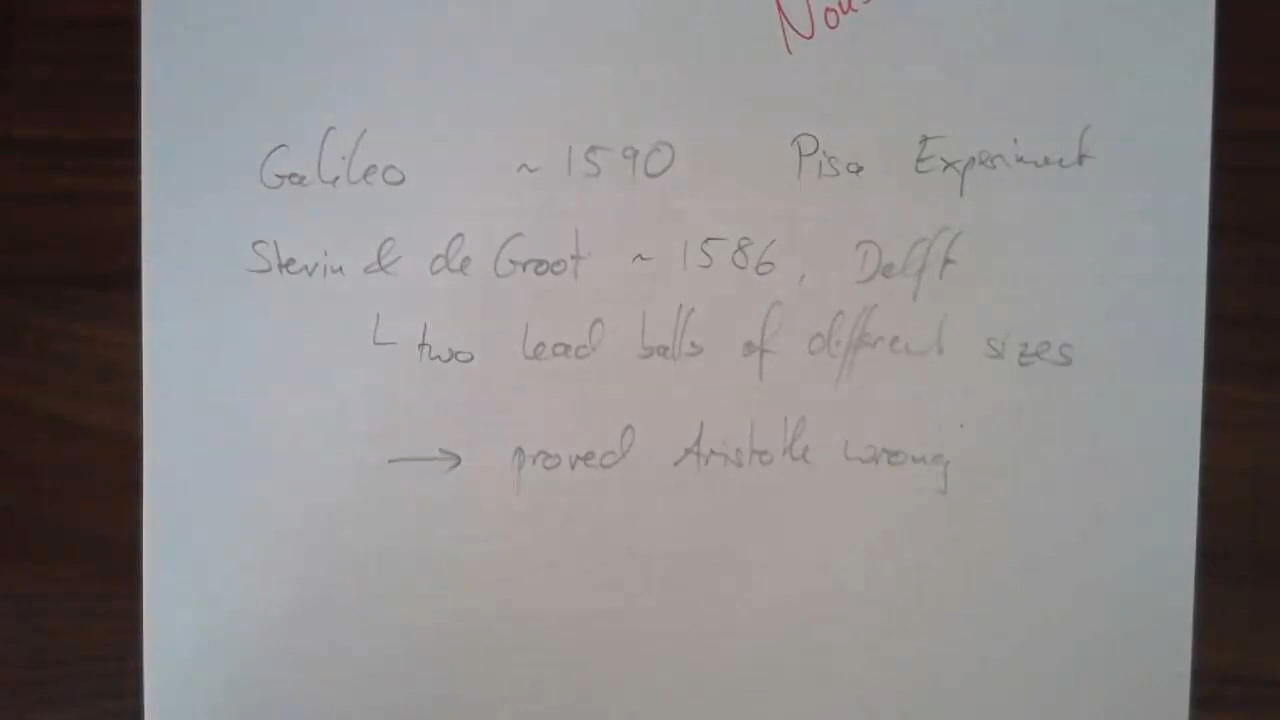 Galileo ~1590 Pisa Experiment
Stevin & de Groot ~1586, Delft
└ two lead balls of different sizes
→ proved Aristotle wrong